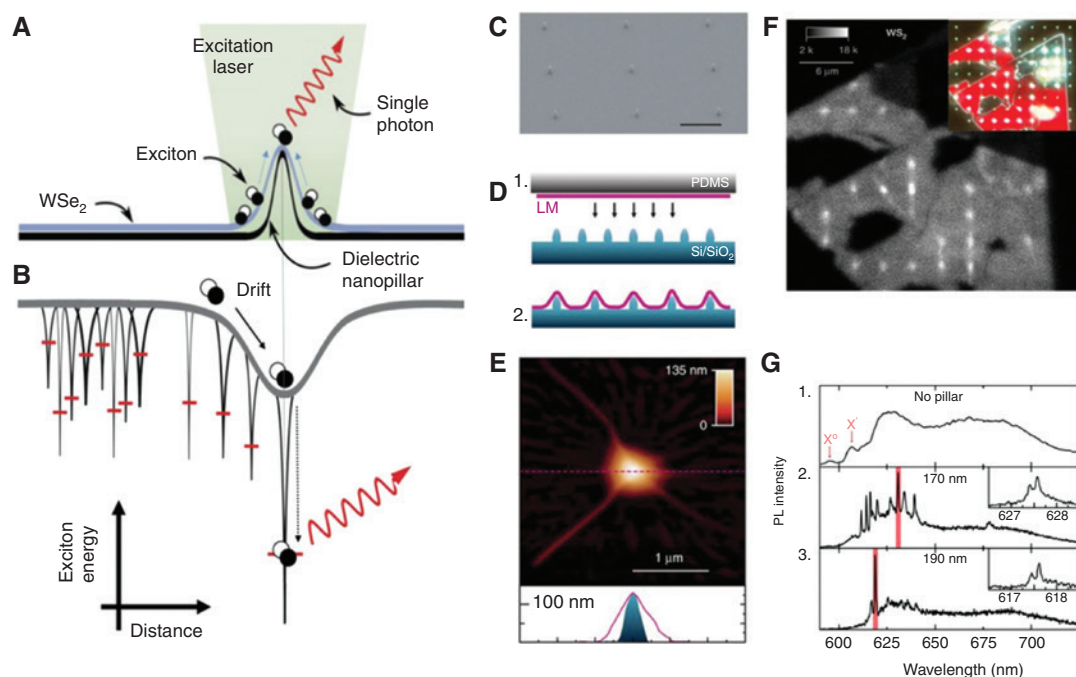 A
Excitation
laser
Single
photon
Exciton
WSe2
Dielectric
nanopillar
B
Drift
Exciton
energy
Distance
C
D
1.
PDMS
LM
Si/SiO2
2.
E
135 nm
0
1 μm
100 nm
F
2 k 18 k
6 μm
WS2
G
1.
No pillar
X⁰
X'
2.
170 nm
627 628
3.
190 nm
617 618
PL intensity
600 625 650 675 700
Wavelength (nm)